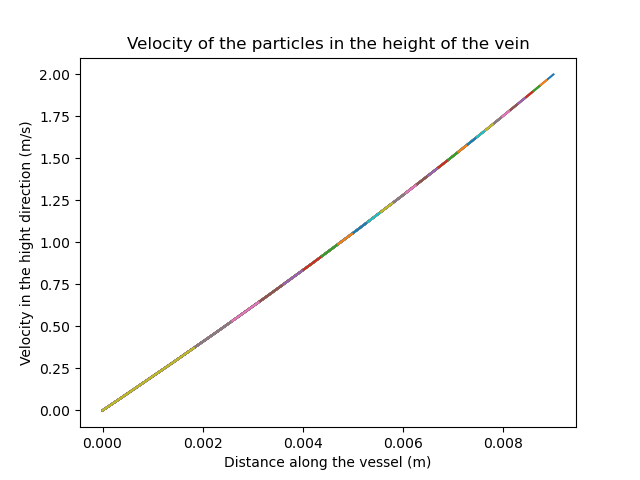 Velocity of the particles in the height of the vein
2.00
1.75
1.50
1.25
1.00
0.75
0.50
0.25
0.00
Velocity in the hight direction (m/s)
0.000 0.002 0.004 0.006 0.008
Distance along the vessel (m)